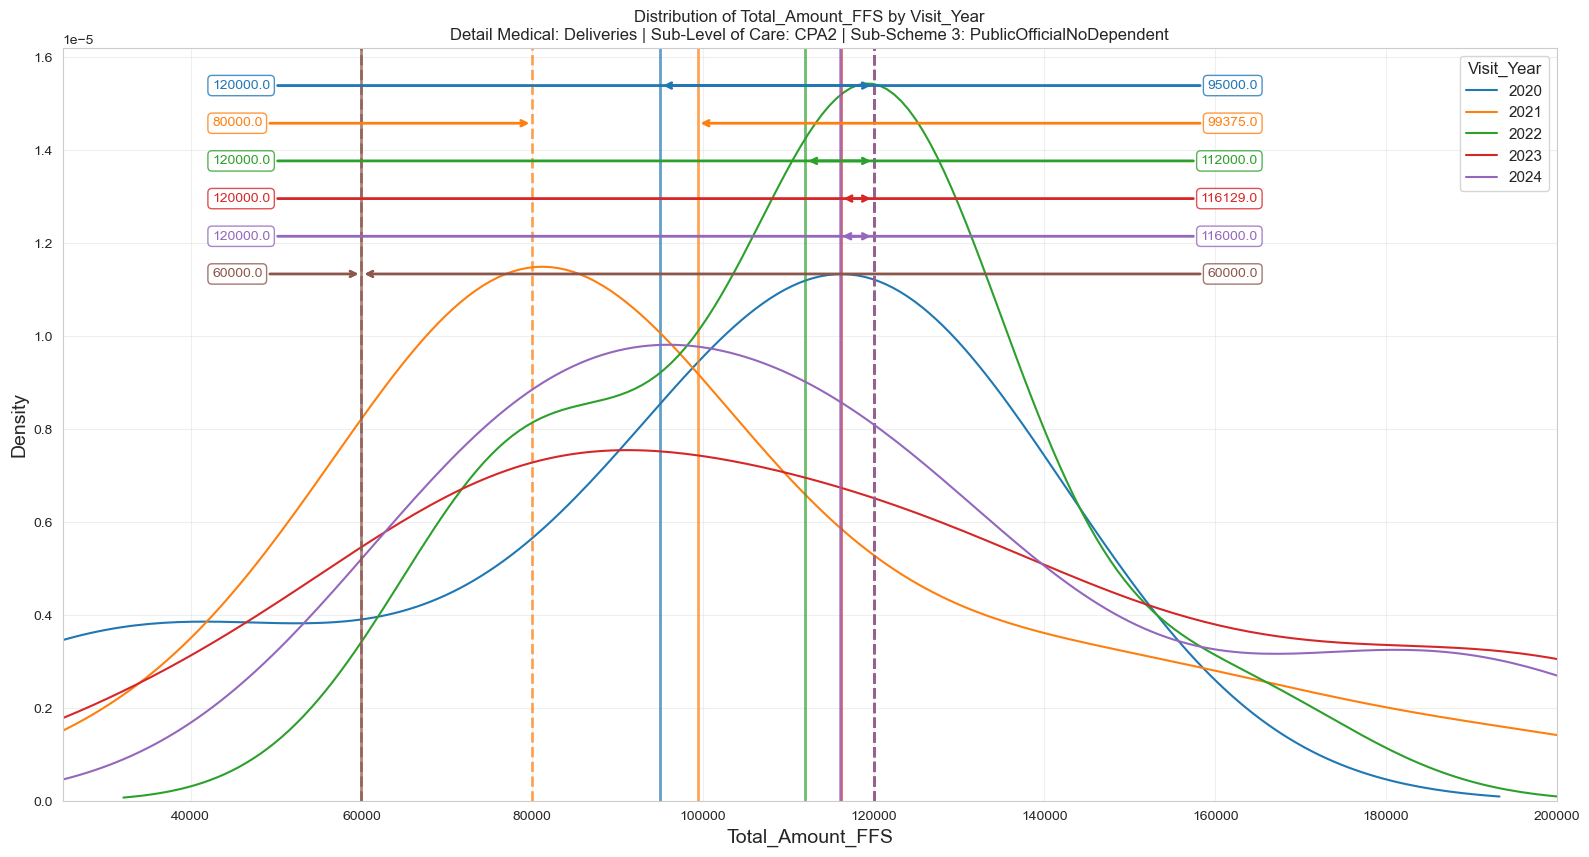 Distribution of Total_Amount_FFS by Visit_Year
Detail Medical: Deliveries | Sub-Level of Care: CPA2 | Sub-Scheme 3: PublicOfficialNoDependent
1e−5
1.6
1.4
1.2
1.0
0.8
0.6
0.4
0.2
0.0
Density
120000.0 95000.0
80000.0 99375.0
120000.0 112000.0
120000.0 116129.0
120000.0 116000.0
60000.0 60000.0
Visit_Year
2020
2021
2022
2023
2024
40000 60000 80000 100000 120000 140000 160000 180000 200000
Total_Amount_FFS